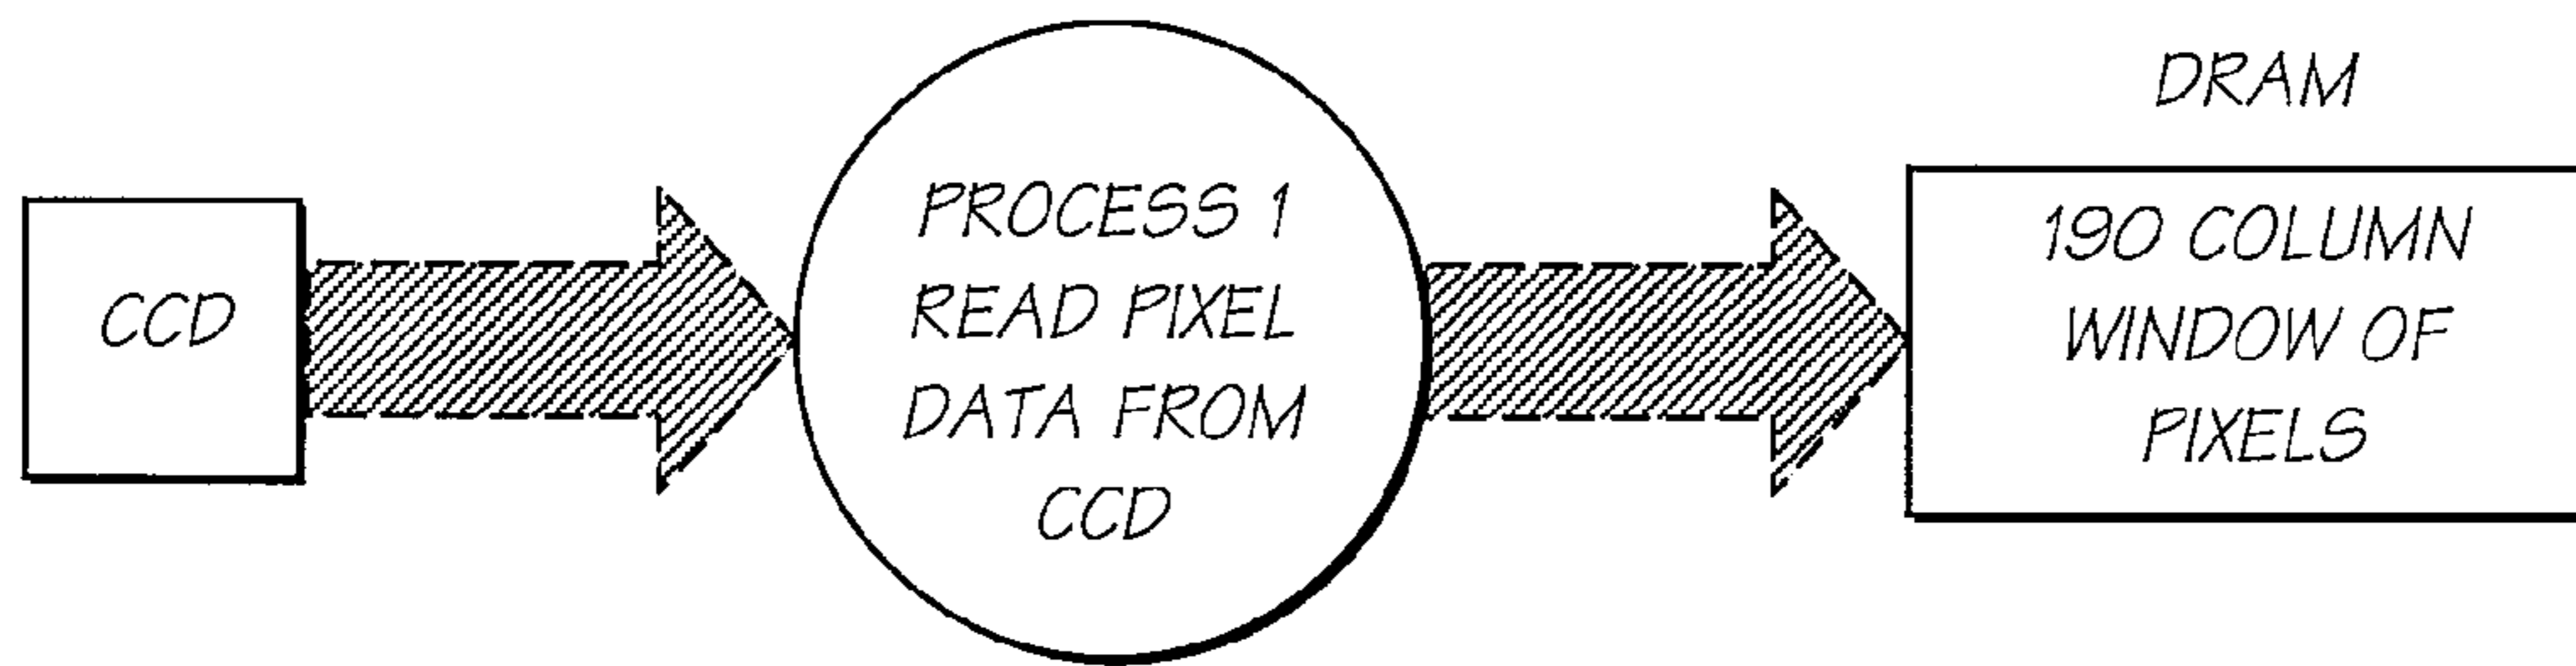 CCD
PROCESS 1
READ PIXEL
DATA FROM
CCD
DRAM
190 COLUMN
WINDOW OF
PIXELS